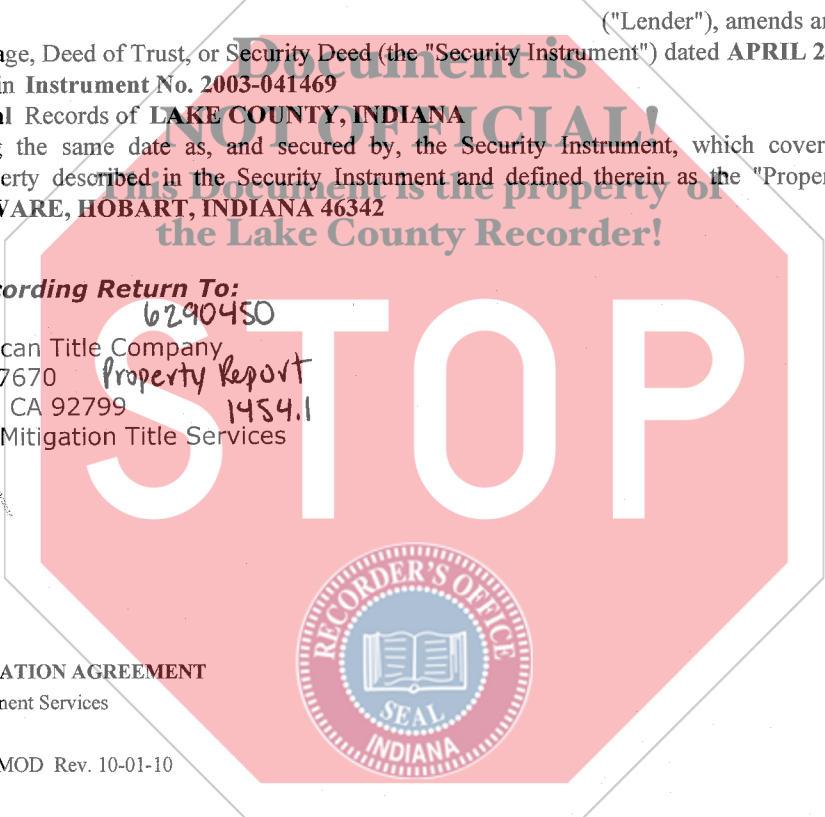 ("Lender"), amends an
age, Deed of Trust, or Security Deed (the "Security Instrument") dated APRIL 2
Document is
in Instrument No. 2003-041469
al Records of LAKE COUNTY, INDIANA
NOT OFFICIAL!
g the same date as, and secured by, the Security Instrument, which cover
erty described in the Security Instrument and defined therein as the "Proper
This Document is the property of
WARE, HOBART, INDIANA 46342
the Lake County Recorder!
cording Return To:
6290450
ican Title Company
7670 Property Report
CA 92799 1454.1
Mitigation Title Services
STOP
RECORDER'S OFFICE
SEAL
INDIANA
ATION AGREEMENT
ment Services
MOD Rev. 10-01-10